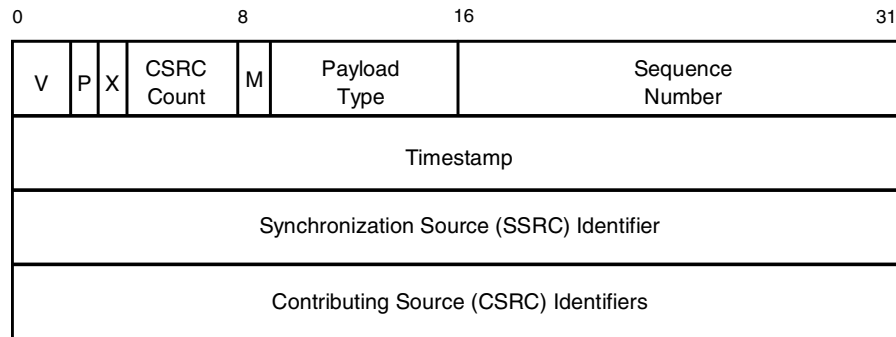 0 8 16 31
V P X CSRC Count M Payload Type Sequence Number
Timestamp
Synchronization Source (SSRC) Identifier
Contributing Source (CSRC) Identifiers